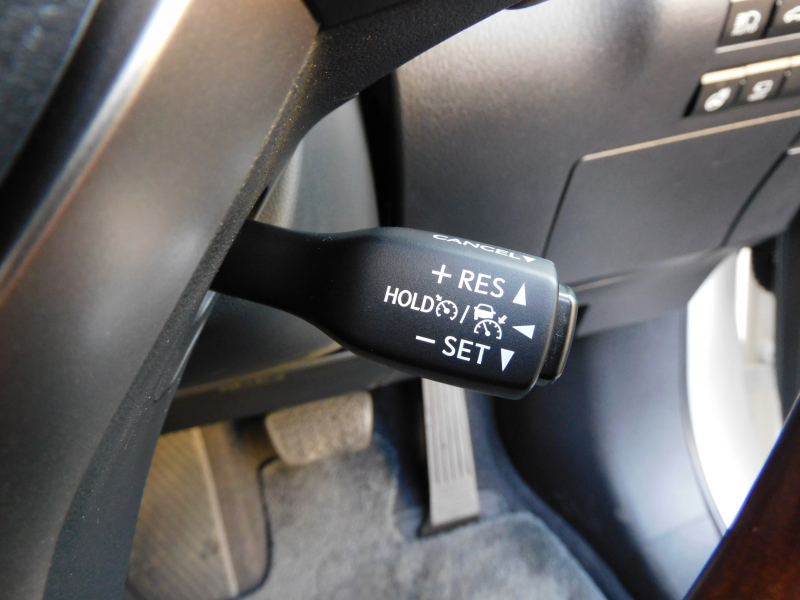 CANCEL▼
+ RES ▲
HOLD / ◀
− SET ▼